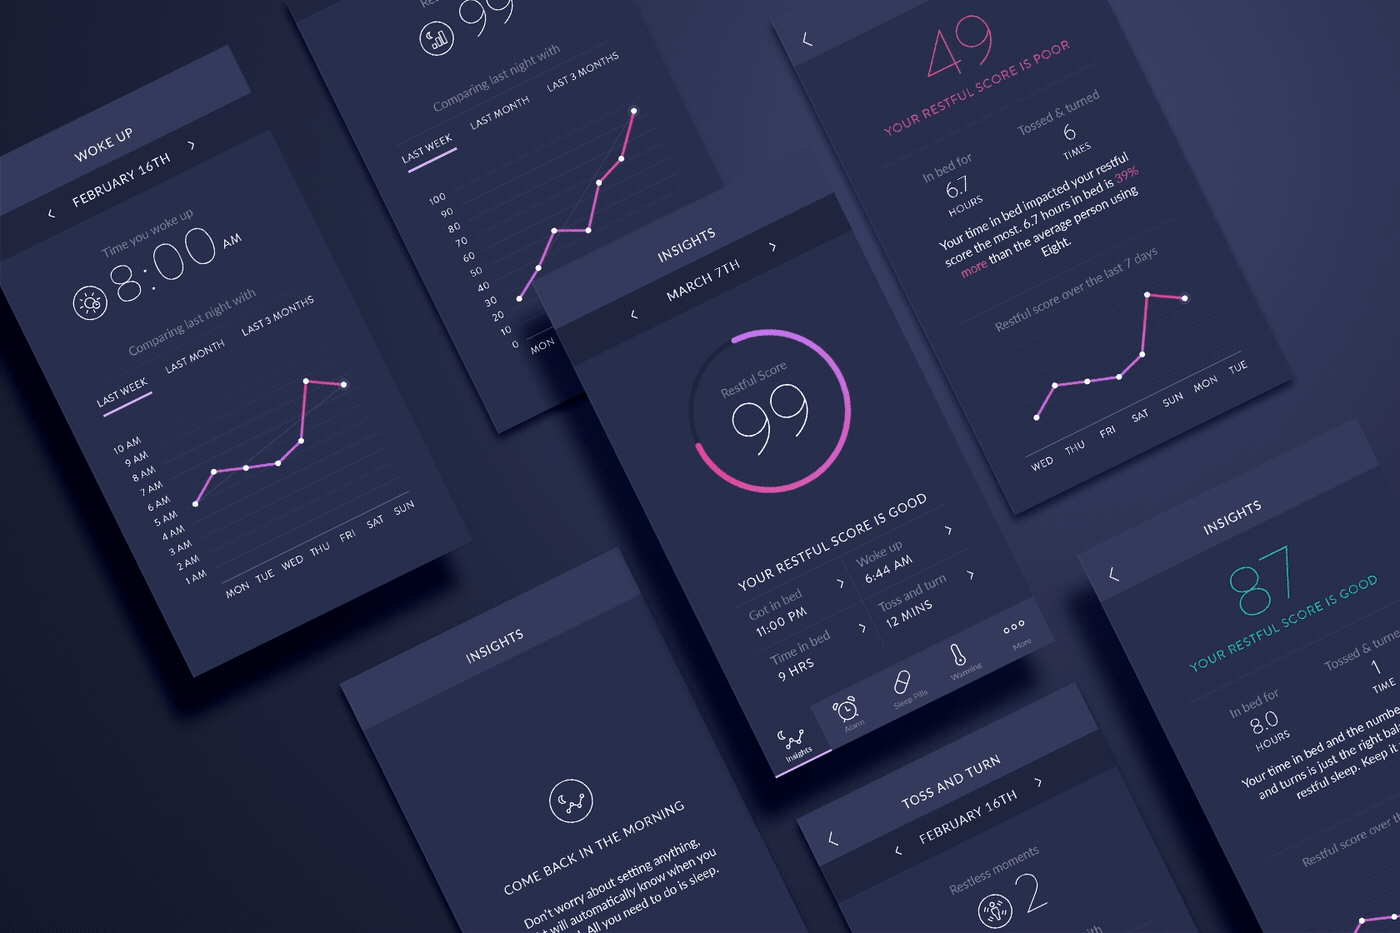 WOKE UP
FEBRUARY 16TH
Time you woke up
8:00 AM
Comparing last night with
LAST WEEK
LAST MONTH
LAST 3 MONTHS
10 AM
9 AM
8 AM
7 AM
6 AM
5 AM
4 AM
3 AM
2 AM
1 AM
MON TUE WED THU FRI SAT SUN
99
Comparing last night with
LAST WEEK
LAST MONTH
LAST 3 MONTHS
100
90
80
70
60
50
40
30
20
10
0
MON
INSIGHTS
MARCH 7TH
Restful Score
99
YOUR RESTFUL SCORE IS GOOD
Got in bed
11:00 PM
Woke up
6:44 AM
Time in bed
9 HRS
Toss and turn
12 MINS
Insights
Alarm
Sleep Pills
Warming
More
49
YOUR RESTFUL SCORE IS POOR
In bed for
6.7
HOURS
Tossed & turned
6
TIMES
Your time in bed impacted your restful
score the most. 6.7 hours in bed is 39%
more than the average person using
Eight.
Restful score over the last 7 days
WED THU FRI SAT SUN MON TUE
INSIGHTS
COME BACK IN THE MORNING
Don't worry about setting anything,
will automatically know when you
All you need to do is sleep.
TOSS AND TURN
FEBRUARY 16TH
Restless moments
2
INSIGHTS
87
YOUR RESTFUL SCORE IS GOOD
In bed for
8.0
HOURS
Tossed & turne
1
TIME
Your time in bed and the numbe
and turns is just the right bal
restful sleep. Keep it
Restful score over th